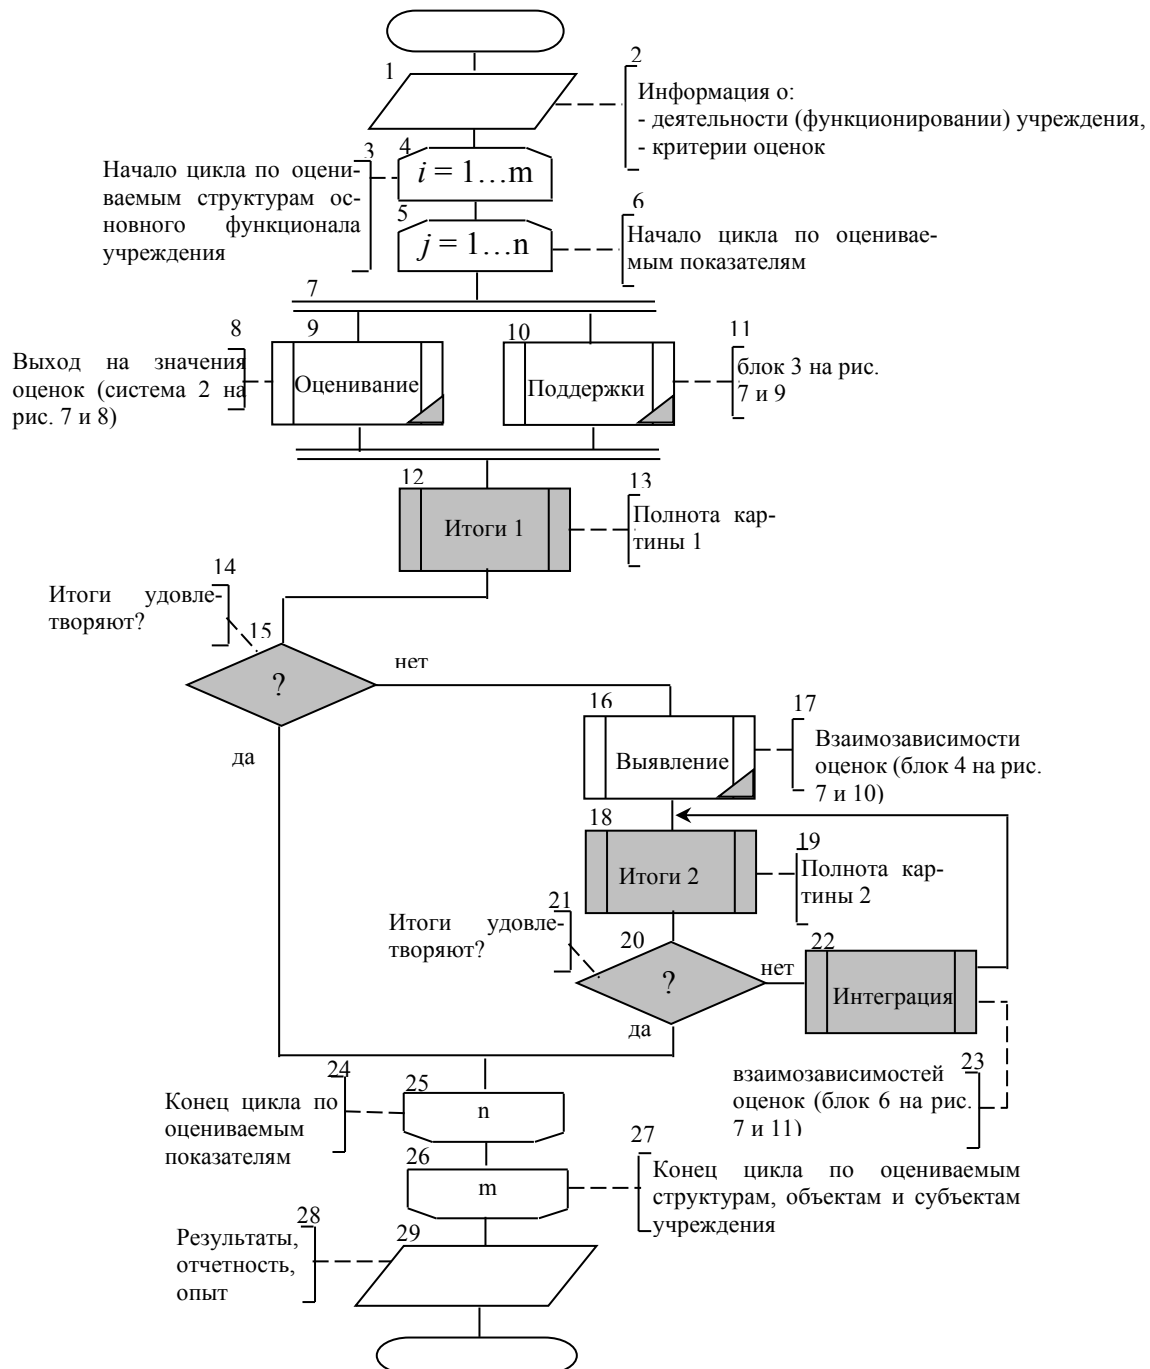 1
2
Информация о:
- деятельности (функционировании) учреждения,
- критерии оценок
3
Начало цикла по оцени-
ваемым структурам ос-
новного функционала
учреждения
4
i = 1…m
5
j = 1…n
6
Начало цикла по оценивае-
мым показателям
7
8
Выход на значения
оценок (система 2 на
рис. 7 и 8)
9
Оценивание
10
Поддержки
11
блок 3 на рис.
7 и 9
12
Итоги 1
13
Полнота кар-
тины 1
14
Итоги удовле-
творяют?
15
?
нет
да
16
Выявление
17
Взаимозависимости
оценок (блок 4 на рис.
7 и 10)
18
Итоги 2
19
Полнота кар-
тины 2
21
Итоги удовле-
творяют?
20
?
нет
да
22
Интеграция
23
взаимозависимостей
оценок (блок 6 на рис.
7 и 11)
24
Конец цикла по
оцениваемым
показателям
25
n
26
m
27
Конец цикла по оцениваемым
структурам, объектам и субъектам
учреждения
28
Результаты,
отчетность,
опыт
29